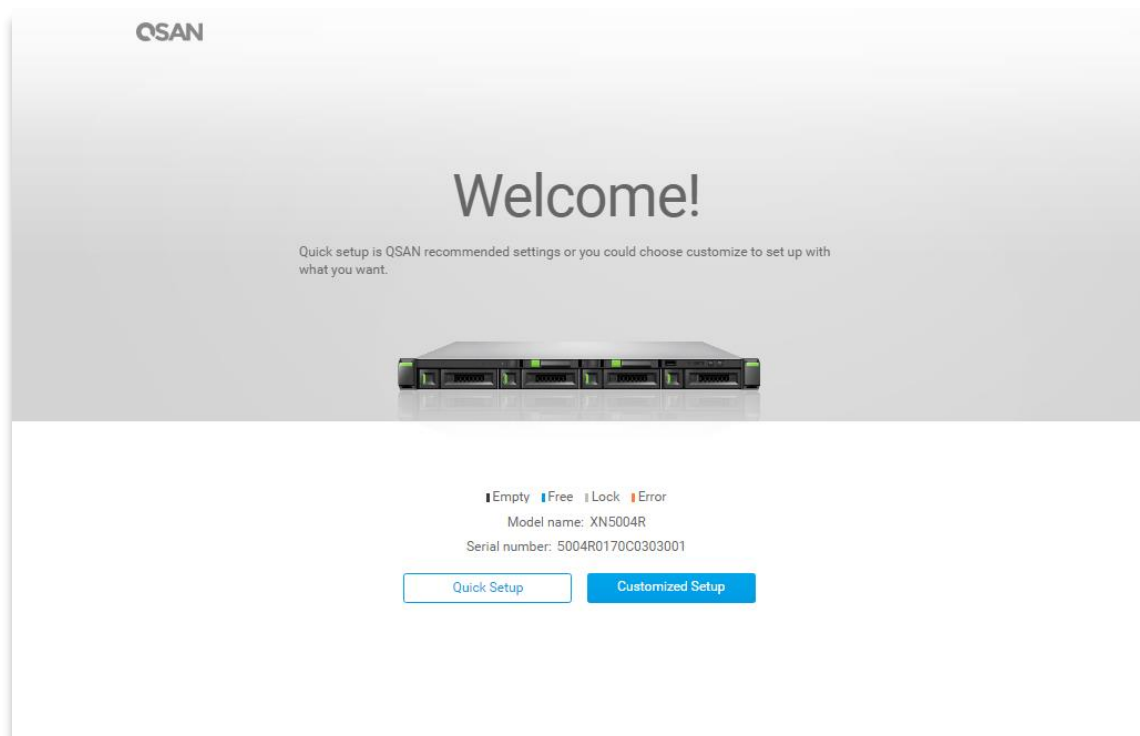 QSAN
Welcome!
Quick setup is QSAN recommended settings or you could choose customize to set up with
what you want.
Empty Free Lock Error
Model name: XN5004R
Serial number: 5004R0170C0303001
Quick Setup Customized Setup